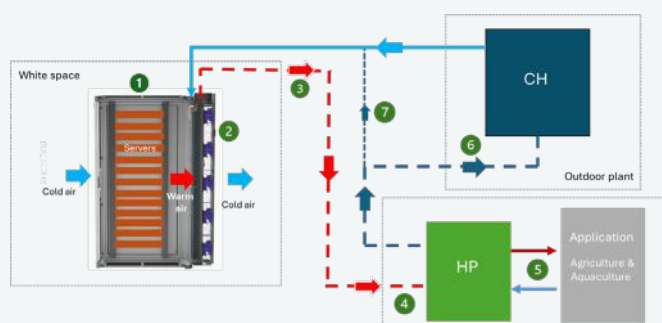 White space
1
2
Servers
Cold air
Warm
air
Cold air
3
7
6
CH
Outdoor plant
4
HP
5
Application
Agriculture &
Aquaculture